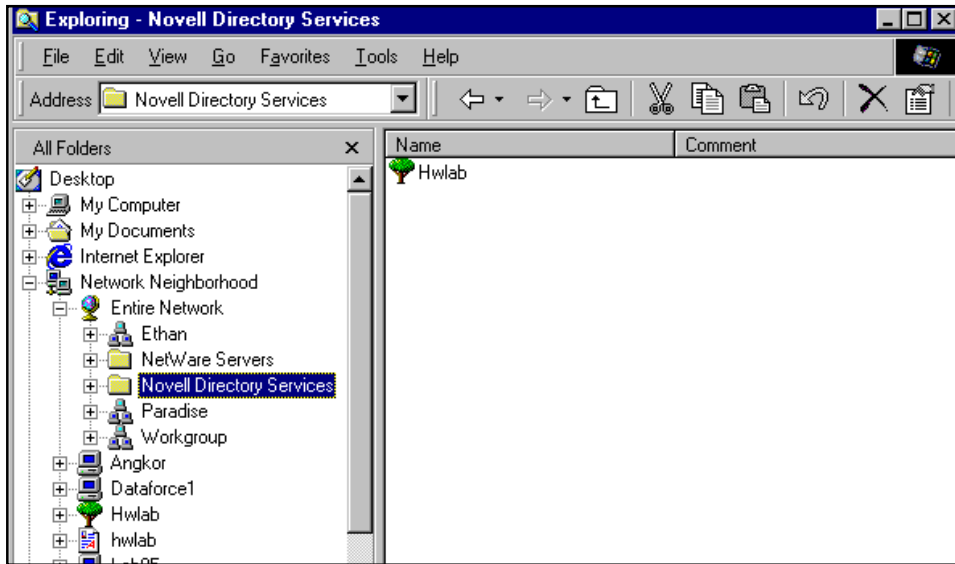 Exploring - Novell Directory Services
File Edit View Go Favorites Tools Help
Address Novell Directory Services
All Folders
Name Comment
Desktop
Hwlab
My Computer
My Documents
Internet Explorer
Network Neighborhood
Entire Network
Ethan
NetWare Servers
Novell Directory Services
Paradise
Workgroup
Angkor
Dataforce1
Hwlab
hwlab